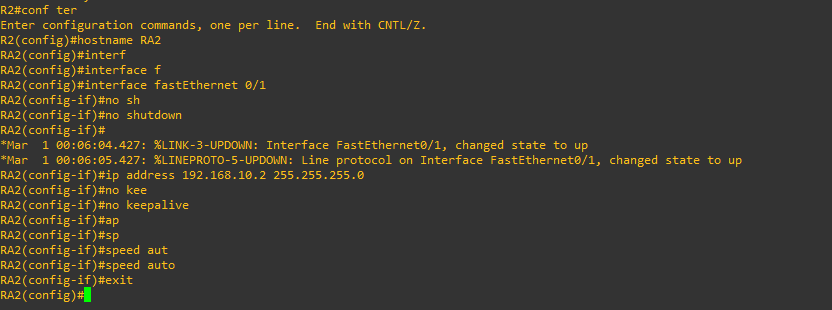 R2#conf ter
Enter configuration commands, one per line.  End with CNTL/Z.
R2(config)#hostname RA2
RA2(config)#interf
RA2(config)#interface f
RA2(config)#interface fastEthernet 0/1
RA2(config-if)#no sh
RA2(config-if)#no shutdown
RA2(config-if)#
*Mar  1 00:06:04.427: %LINK-3-UPDOWN: Interface FastEthernet0/1, changed state to up
*Mar  1 00:06:05.427: %LINEPROTO-5-UPDOWN: Line protocol on Interface FastEthernet0/1, changed state to up
RA2(config-if)#ip address 192.168.10.2 255.255.255.0
RA2(config-if)#no kee
RA2(config-if)#no keepalive
RA2(config-if)#ap
RA2(config-if)#sp
RA2(config-if)#speed aut
RA2(config-if)#speed auto
RA2(config-if)#exit
RA2(config)#